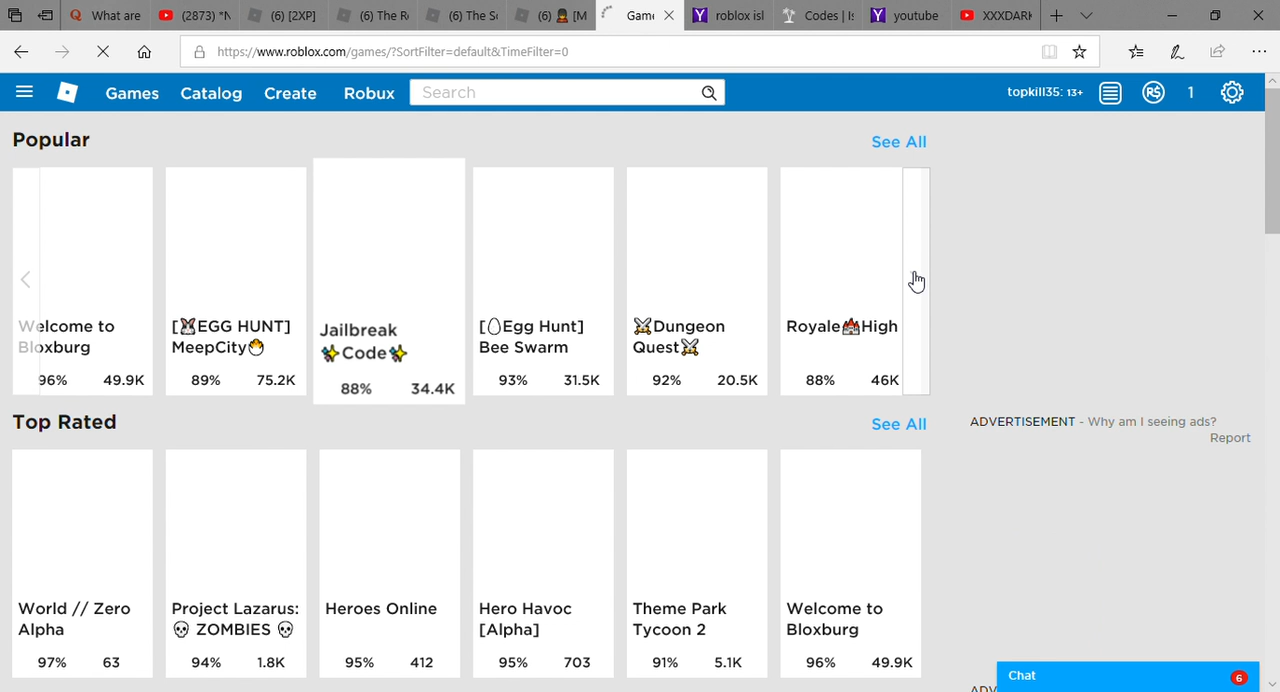 What are
(2873) *N
(6) [2XP]
(6) The R
(6) The Sc
(6) [M
Game
roblox isl
Codes | Is
youtube
XXXDARK
https://www.roblox.com/games/?SortFilter=default&TimeFilter=0
Games Catalog Create Robux Search topkill35: 13+ 1
Popular See All
Welcome to
Bloxburg
96% 49.9K
[🐰EGG HUNT]
MeepCity🐣
89% 75.2K
Jailbreak
✨Code✨
88% 34.4K
[🥚Egg Hunt]
Bee Swarm
93% 31.5K
⚔Dungeon
Quest⚔
92% 20.5K
Royale🏰High
88% 46K
Top Rated See All
ADVERTISEMENT - Why am I seeing ads?
Report
World // Zero
Alpha
97% 63
Project Lazarus:
💀 ZOMBIES 💀
94% 1.8K
Heroes Online
95% 412
Hero Havoc
[Alpha]
95% 703
Theme Park
Tycoon 2
91% 5.1K
Welcome to
Bloxburg
96% 49.9K
Chat 6
ADV